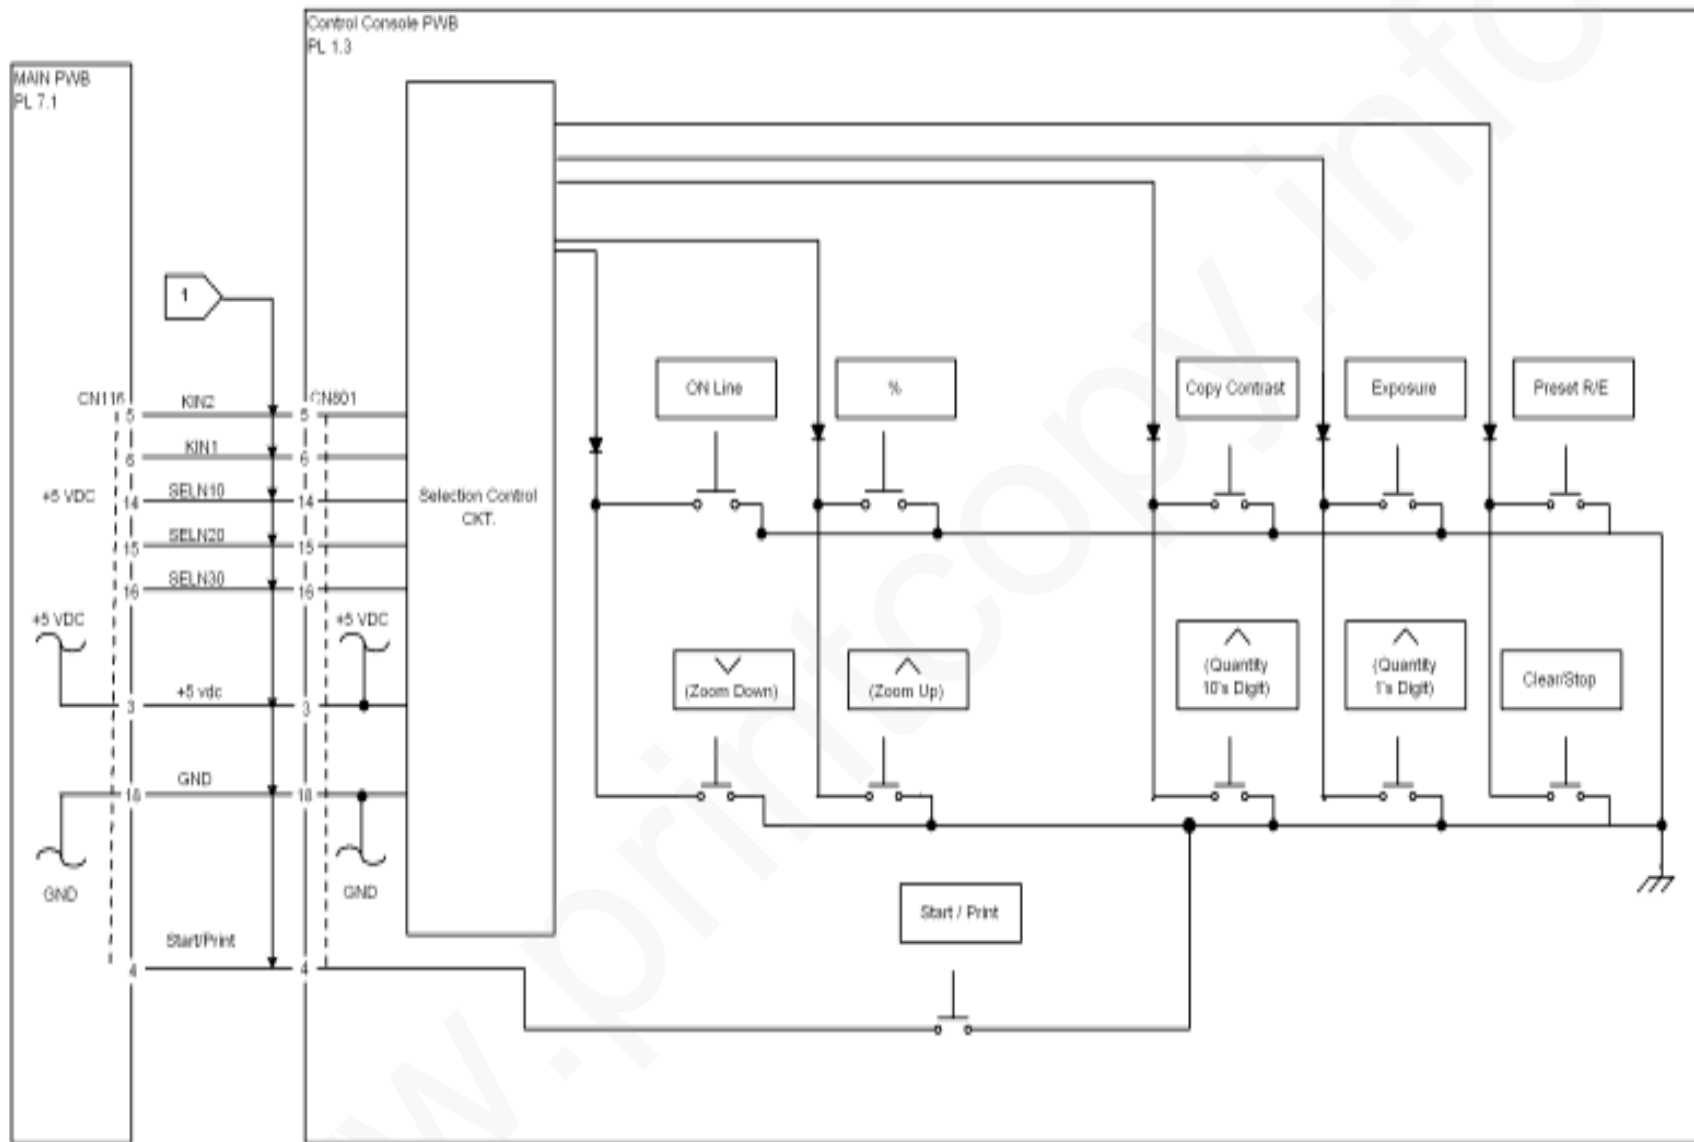 Control Console PWB
PL 1.3
MAIN PWB
PL 7.1
1
CN116
KIN2
CN801
5
5
KIN1
6
6
+5 VDC
SELN10
14
14
Selection Control
CKT.
SELN20
15
15
SELN30
16
16
+5 VDC
+5 VDC
+5 vdc
3
3
GND
18
18
GND
GND
Start/Print
4
4
ON Line
%
Copy Contrast
Exposure
Preset R/E
(Zoom Down)
(Zoom Up)
(Quantity
10's Digit)
(Quantity
1's Digit)
Clear/Stop
Start / Print
w.printcopy.info